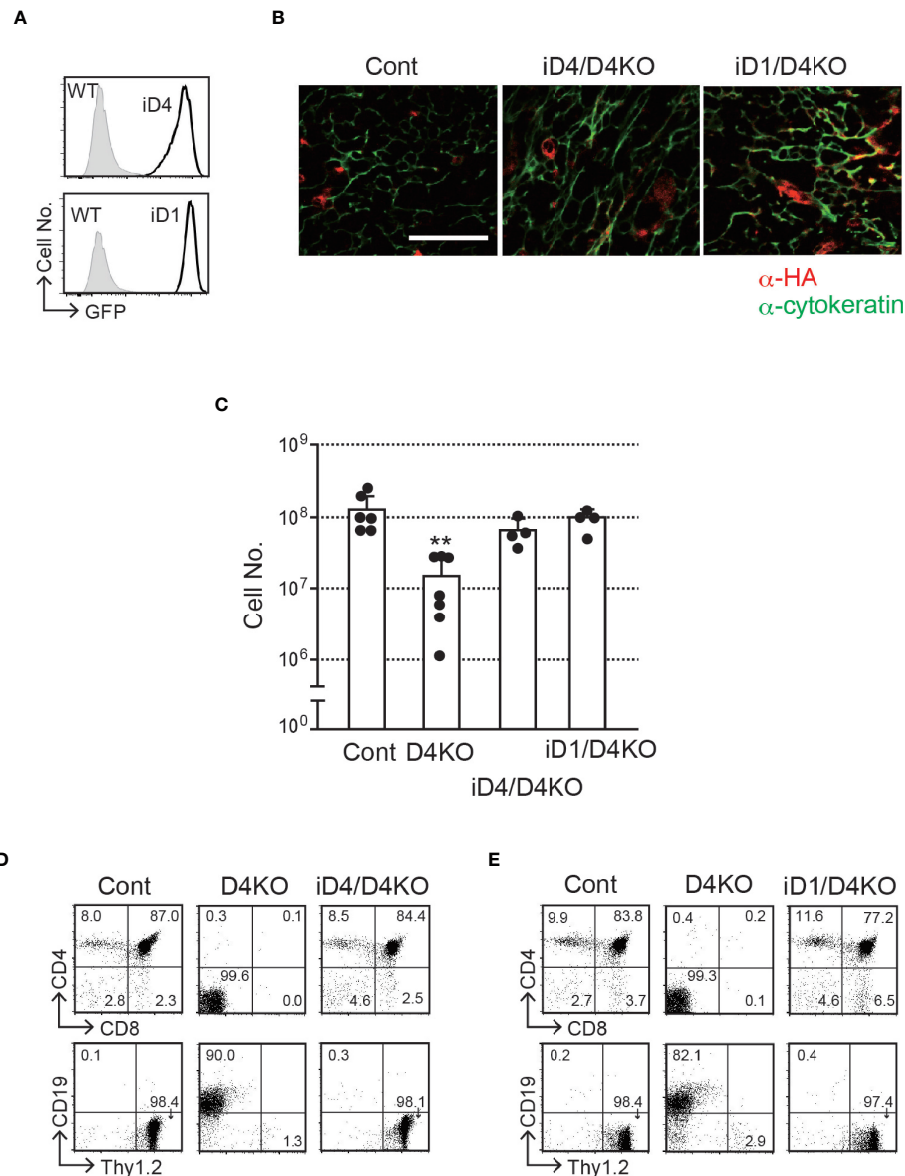 A
WT
iD4
WT
iD1
Cell No.
GFP
B
Cont
iD4/D4KO
iD1/D4KO
α-HA
α-cytokeratin
C
Cell No.
10⁹
10⁸
10⁷
10⁶
10⁰
**
Cont
D4KO
iD4/D4KO
iD1/D4KO
D
Cont
D4KO
iD4/D4KO
8.0
87.0
2.8
2.3
0.3
0.1
99.6
0.0
8.5
84.4
4.6
2.5
CD4
CD8
0.1
98.4
90.0
1.3
0.3
98.1
CD19
Thy1.2
E
Cont
D4KO
iD1/D4KO
9.9
83.8
2.7
3.7
0.4
0.2
99.3
0.1
11.6
77.2
4.6
6.5
CD4
CD8
0.2
98.4
82.1
2.9
0.4
97.4
CD19
Thy1.2